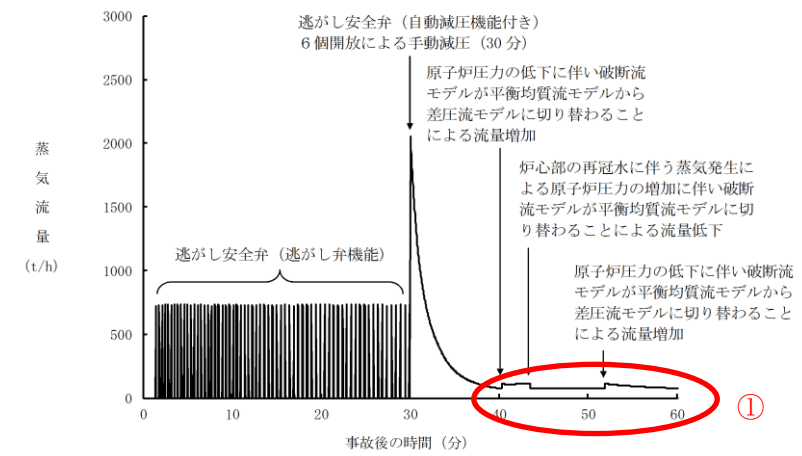 3000
2500
2000
1500
1000
500
0
蒸
気
流
量
(t/h)
逃がし安全弁（自動減圧機能付き）
６個開放による手動減圧（30 分）
原子炉圧力の低下に伴い破断流
モデルが平衡均質流モデルから
差圧流モデルに切り替わること
による流量増加
炉心部の再冠水に伴う蒸気発生に
よる原子炉圧力の増加に伴い破断
流モデルが平衡均質流モデルに切
り替わることによる流量低下
逃がし安全弁（逃がし弁機能）
原子炉圧力の低下に伴い破断流
モデルが平衡均質流モデルから
差圧流モデルに切り替わること
による流量増加
①
0 10 20 30 40 50 60
事故後の時間（分）